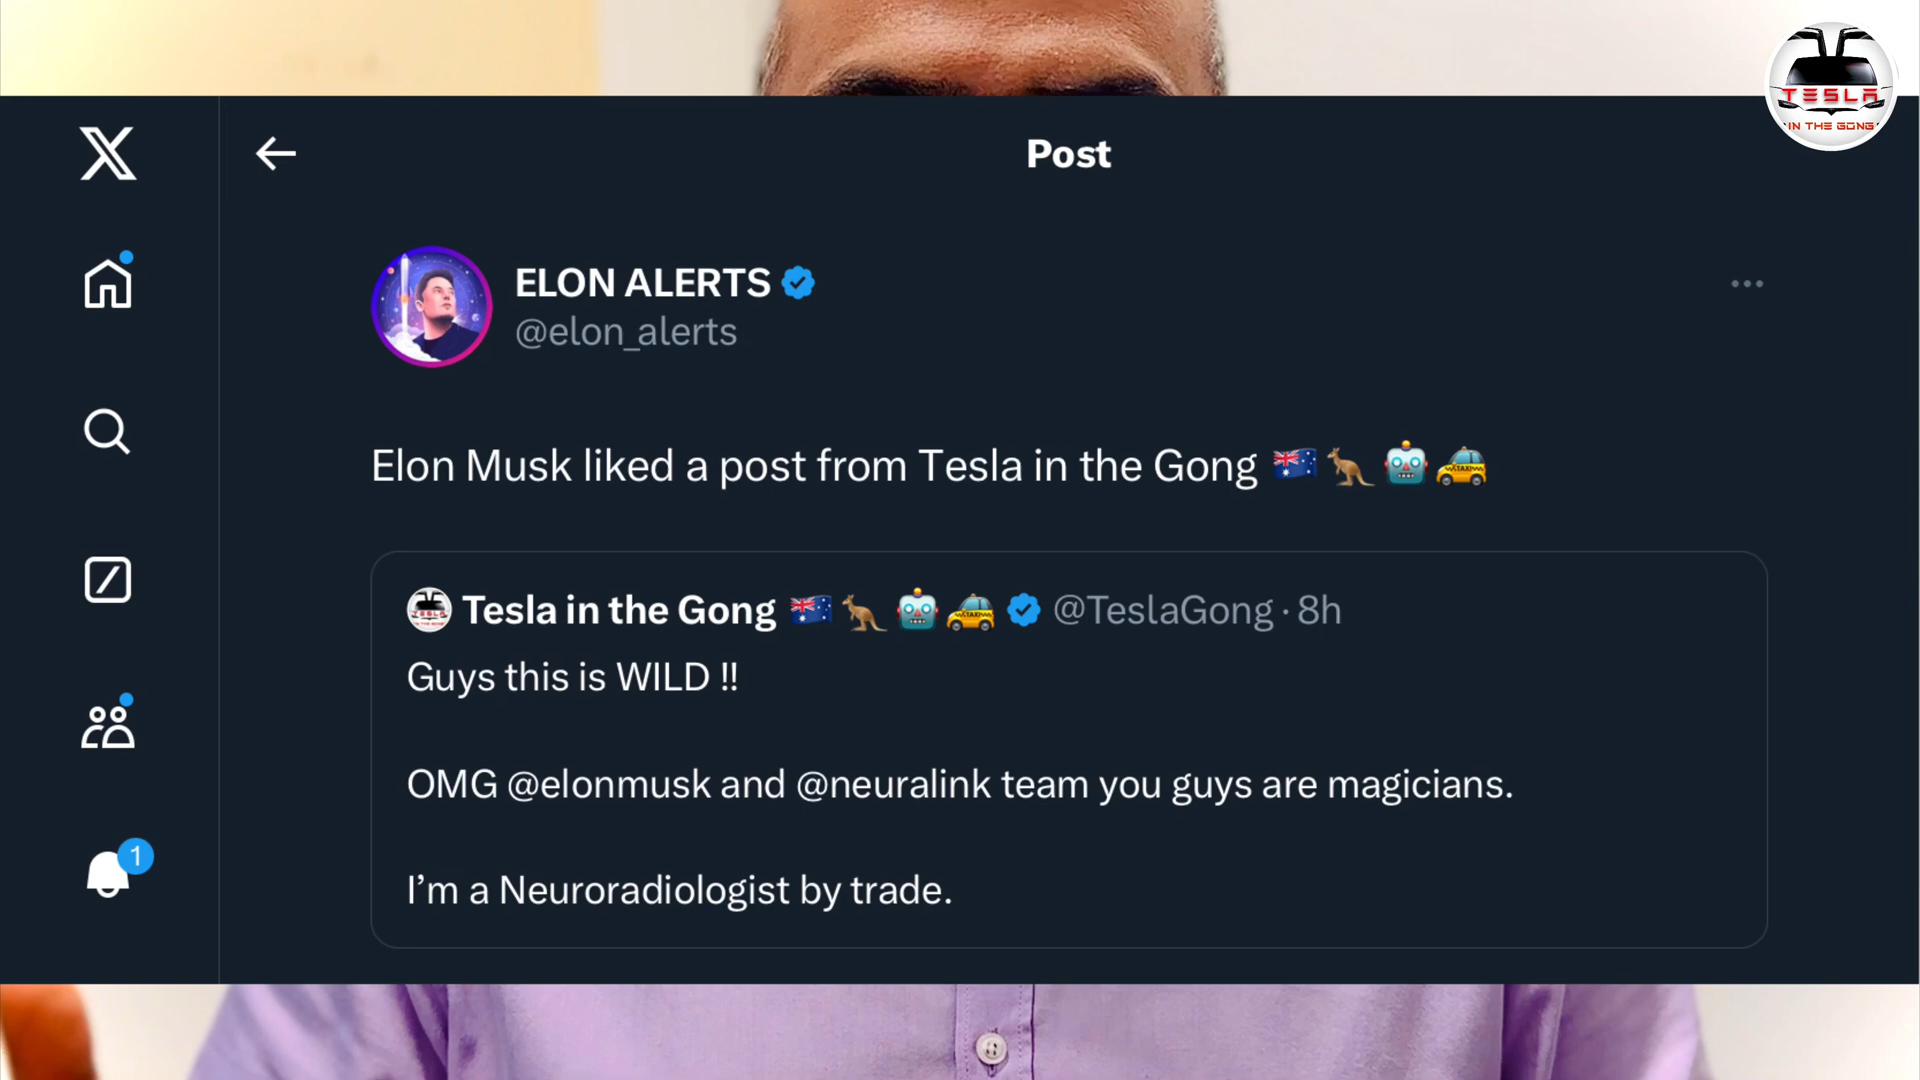 TESLA
IN THE GONG
Post
ELON ALERTS
@elon_alerts
Elon Musk liked a post from Tesla in the Gong 🇦🇺🦘🤖🚕
Tesla in the Gong 🇦🇺🦘🤖🚕 @TeslaGong · 8h
Guys this is WILD !!
OMG @elonmusk and @neuralink team you guys are magicians.
I'm a Neuroradiologist by trade.
1